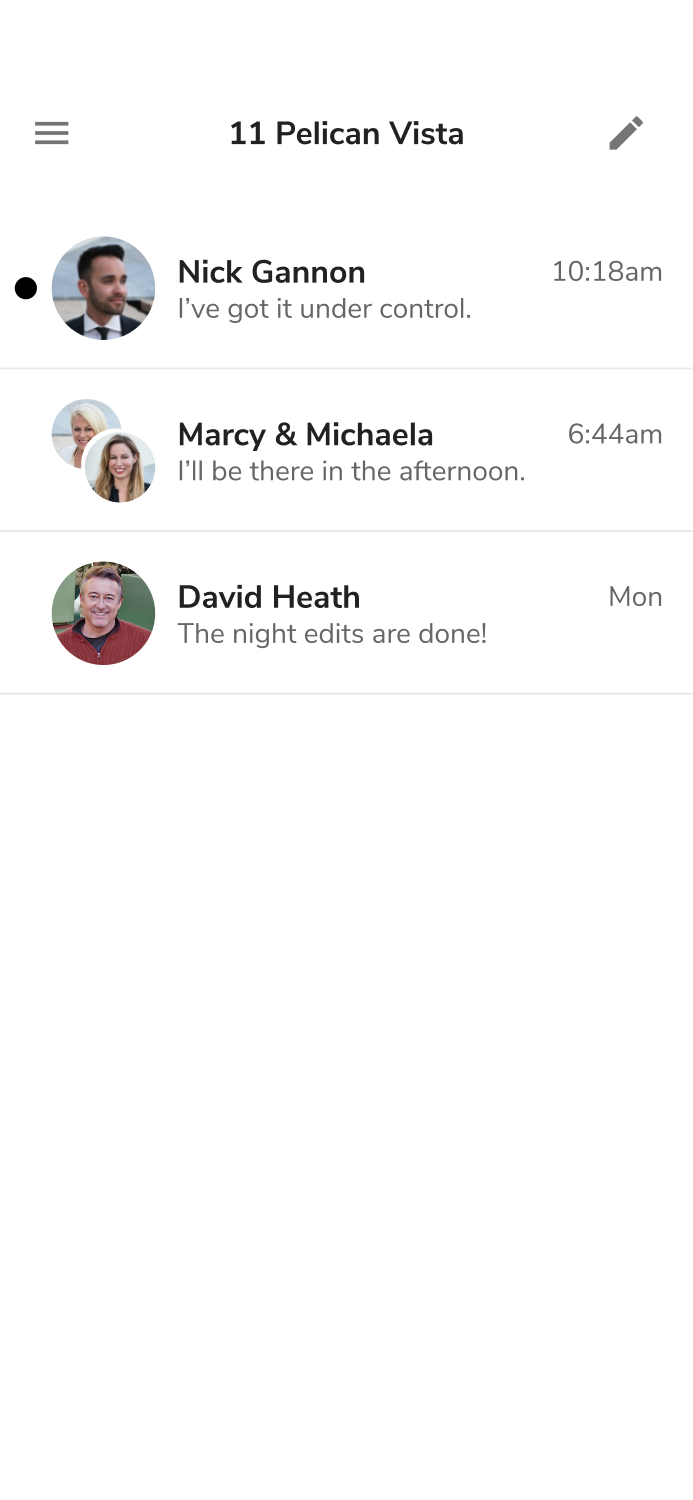 11 Pelican Vista
Nick Gannon 10:18am
I’ve got it under control.
Marcy & Michaela 6:44am
I’ll be there in the afternoon.
David Heath Mon
The night edits are done!